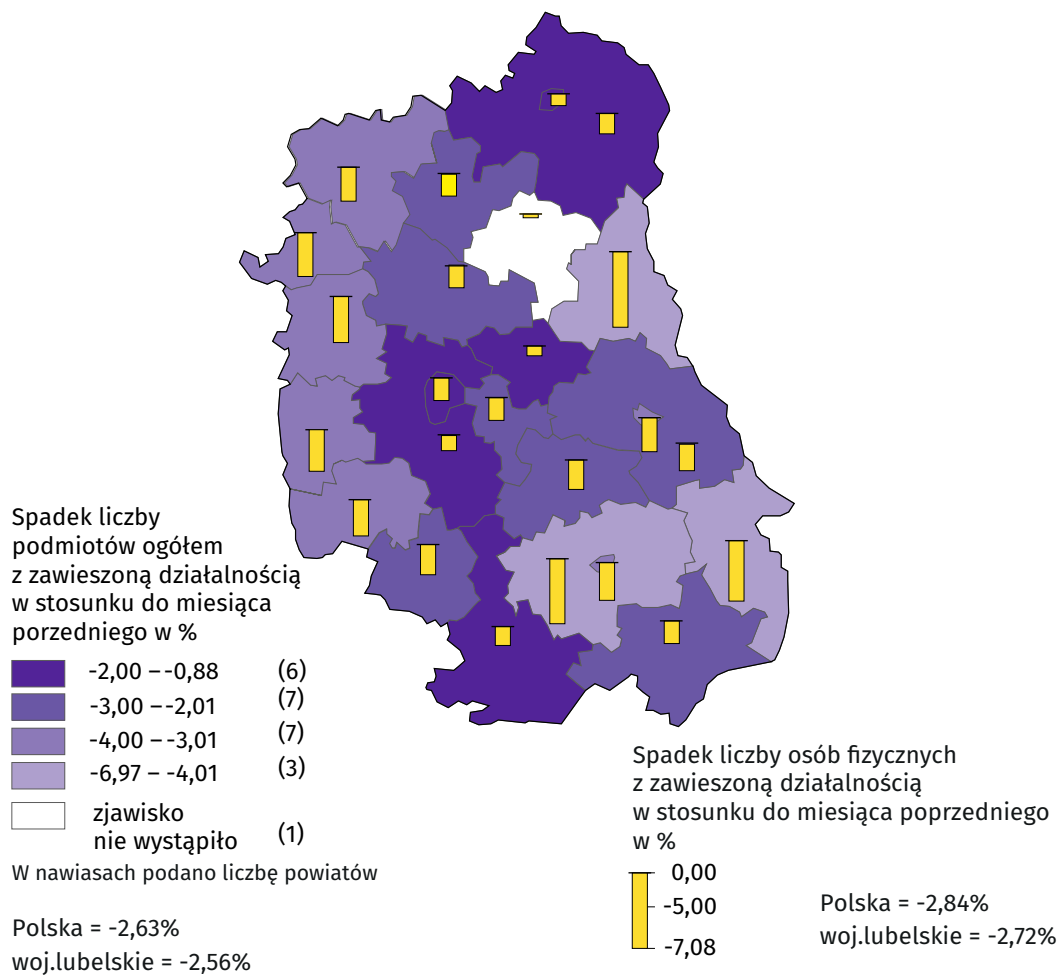 Spadek liczby
podmiotów ogółem
z zawieszoną działalnością
w stosunku do miesiąca
porzedniego w %
-2,00 – -0,88 (6)
-3,00 – -2,01 (7)
-4,00 – -3,01 (7)
-6,97 – -4,01 (3)
zjawisko
nie wystąpiło (1)
W nawiasach podano liczbę powiatów
Polska = -2,63%
woj.lubelskie = -2,56%
Spadek liczby osób fizycznych
z zawieszoną działalnością
w stosunku do miesiąca poprzedniego
w %
0,00
-5,00
-7,08
Polska = -2,84%
woj.lubelskie = -2,72%